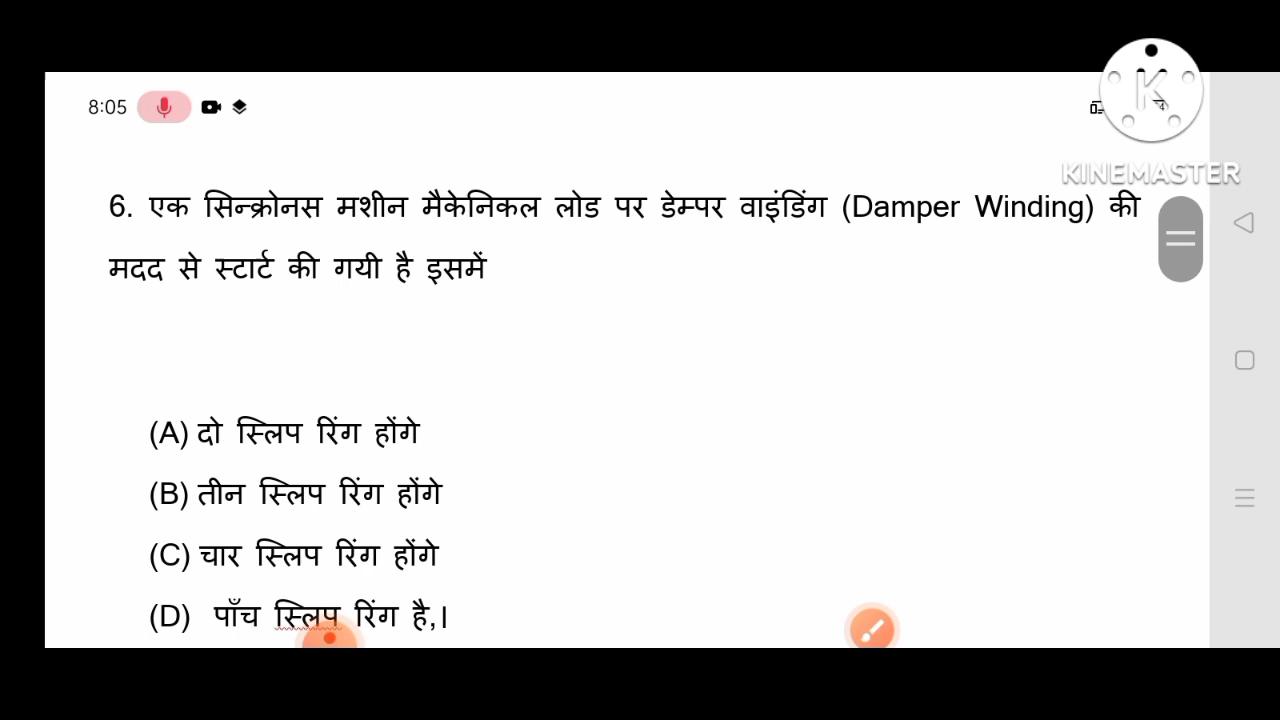 8:05
KINEMASTER
6. एक सिन्क्रोनस मशीन मैकेनिकल लोड पर डेम्पर वाइंडिंग (Damper Winding) की
मदद से स्टार्ट की गयी है इसमें
(A) दो स्लिप रिंग होंगे
(B) तीन स्लिप रिंग होंगे
(C) चार स्लिप रिंग होंगे
(D) पाँच स्लिप रिंग है,।